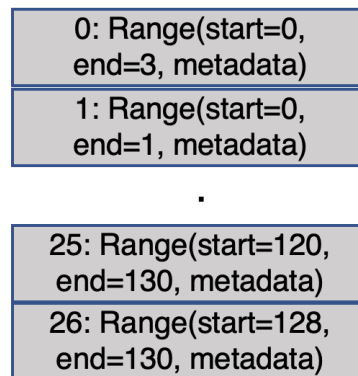 0: Range(start=0,
end=3, metadata)
1: Range(start=0,
end=1, metadata)
.
25: Range(start=120,
end=130, metadata)
26: Range(start=128,
end=130, metadata)